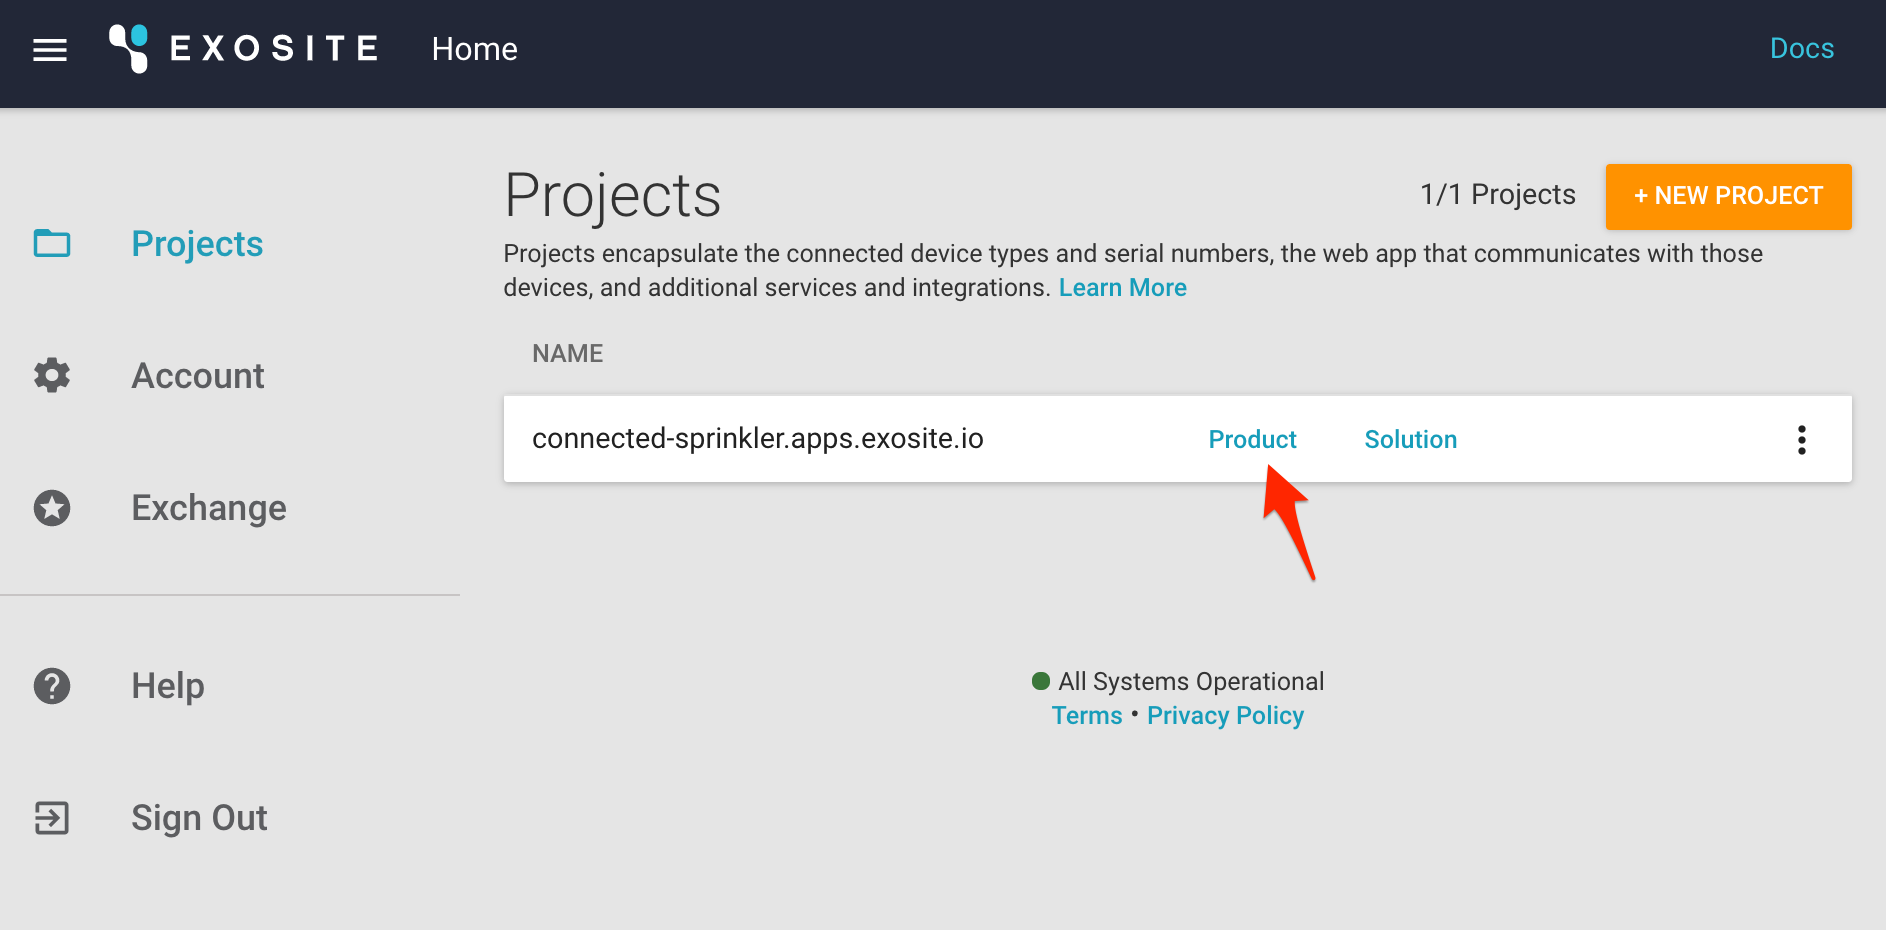 EXOSITE Home Docs
Projects
Account
Exchange
Help
Sign Out
Projects
1/1 Projects + NEW PROJECT
Projects encapsulate the connected device types and serial numbers, the web app that communicates with those
devices, and additional services and integrations. Learn More
NAME
connected-sprinkler.apps.exosite.io Product Solution
All Systems Operational
Terms • Privacy Policy